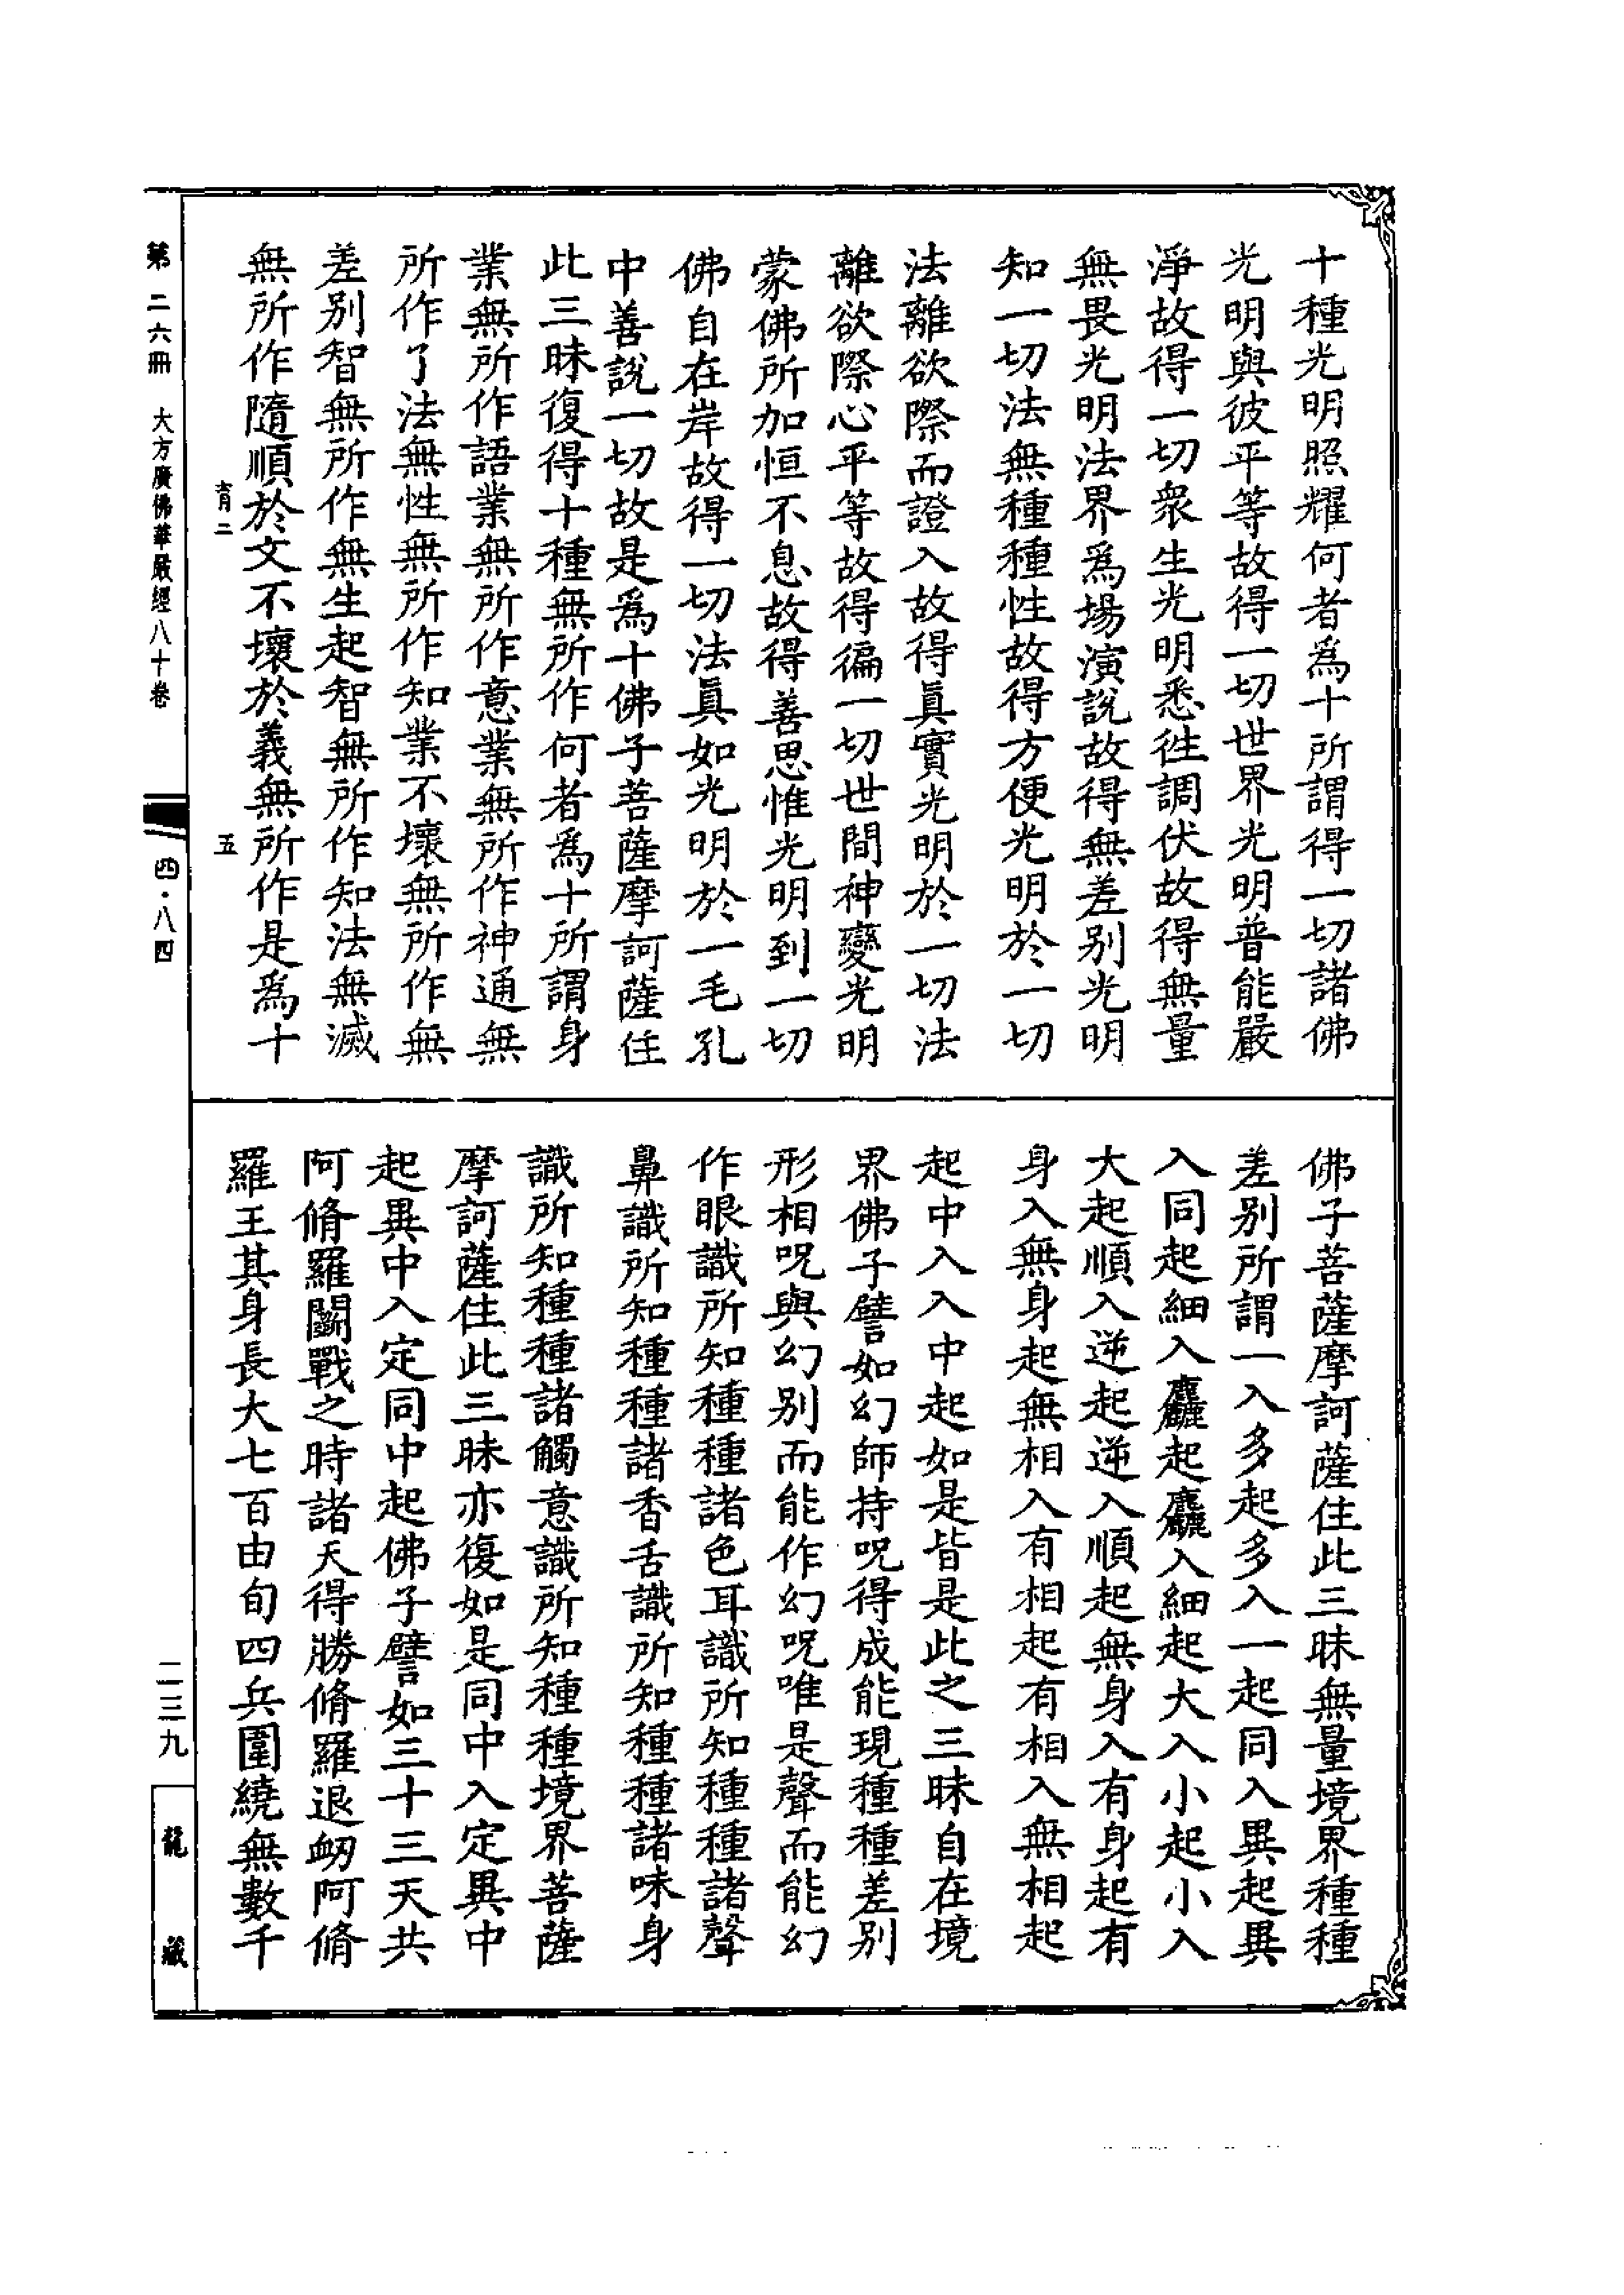 十種光明照耀何者爲十所謂得一切諸佛
光明與彼平等故得一切世界光明普能嚴
淨故得一切衆生光明悉徃調伏故得無量
無畏光明法界爲場演說故得無差別光明
知一切法無種種性故得方便光明於一切
法離欲際而證入故得眞實光明於一切法
離欲際心平等故得徧一切世間神變光明
蒙佛所加恒不息故得善思惟光明到一切
佛自在岸故得一切法眞如光明於一毛孔
中善說一切故是爲十佛子菩薩摩訶薩住
此三昧復得十種無所作何者爲十所謂身
業無所作語業無所作意業無所作神通無
所作了法無性無所作知業不壞無所作無
差別智無所作無生起智無所作知法無滅
無所作隨順於文不壞於義無所作是爲十
佛子菩薩摩訶薩住此三昧無量境界種種
差別所謂一入多起多入一起同入異起異
入同起細入麤起麤入細起大入小起小入
大起順入逆起逆入順起無身入有身起有
身入無身起無相入有相起有相入無相起
起中入入中起如是皆是此之三昧自在境
界佛子譬如幻師持呪得成能現種種差別
形相呪與幻別而能作幻呪唯是聲而能幻
作眼識所知種種諸色耳識所知種種諸聲
鼻識所知種種諸香舌識所知種種諸味身
識所知種種諸觸意識所知種種境界菩薩
摩訶薩住此三昧亦復如是同中入定異中
起異中入定同中起佛子譬如三十三天共
阿脩羅鬪戰之時諸天得勝脩羅退衂阿脩
羅王其身長大七百由旬四兵圍繞無數千
育二
五
第二六冊 大方廣佛華嚴經八十卷
四·八四
二三九
龍藏